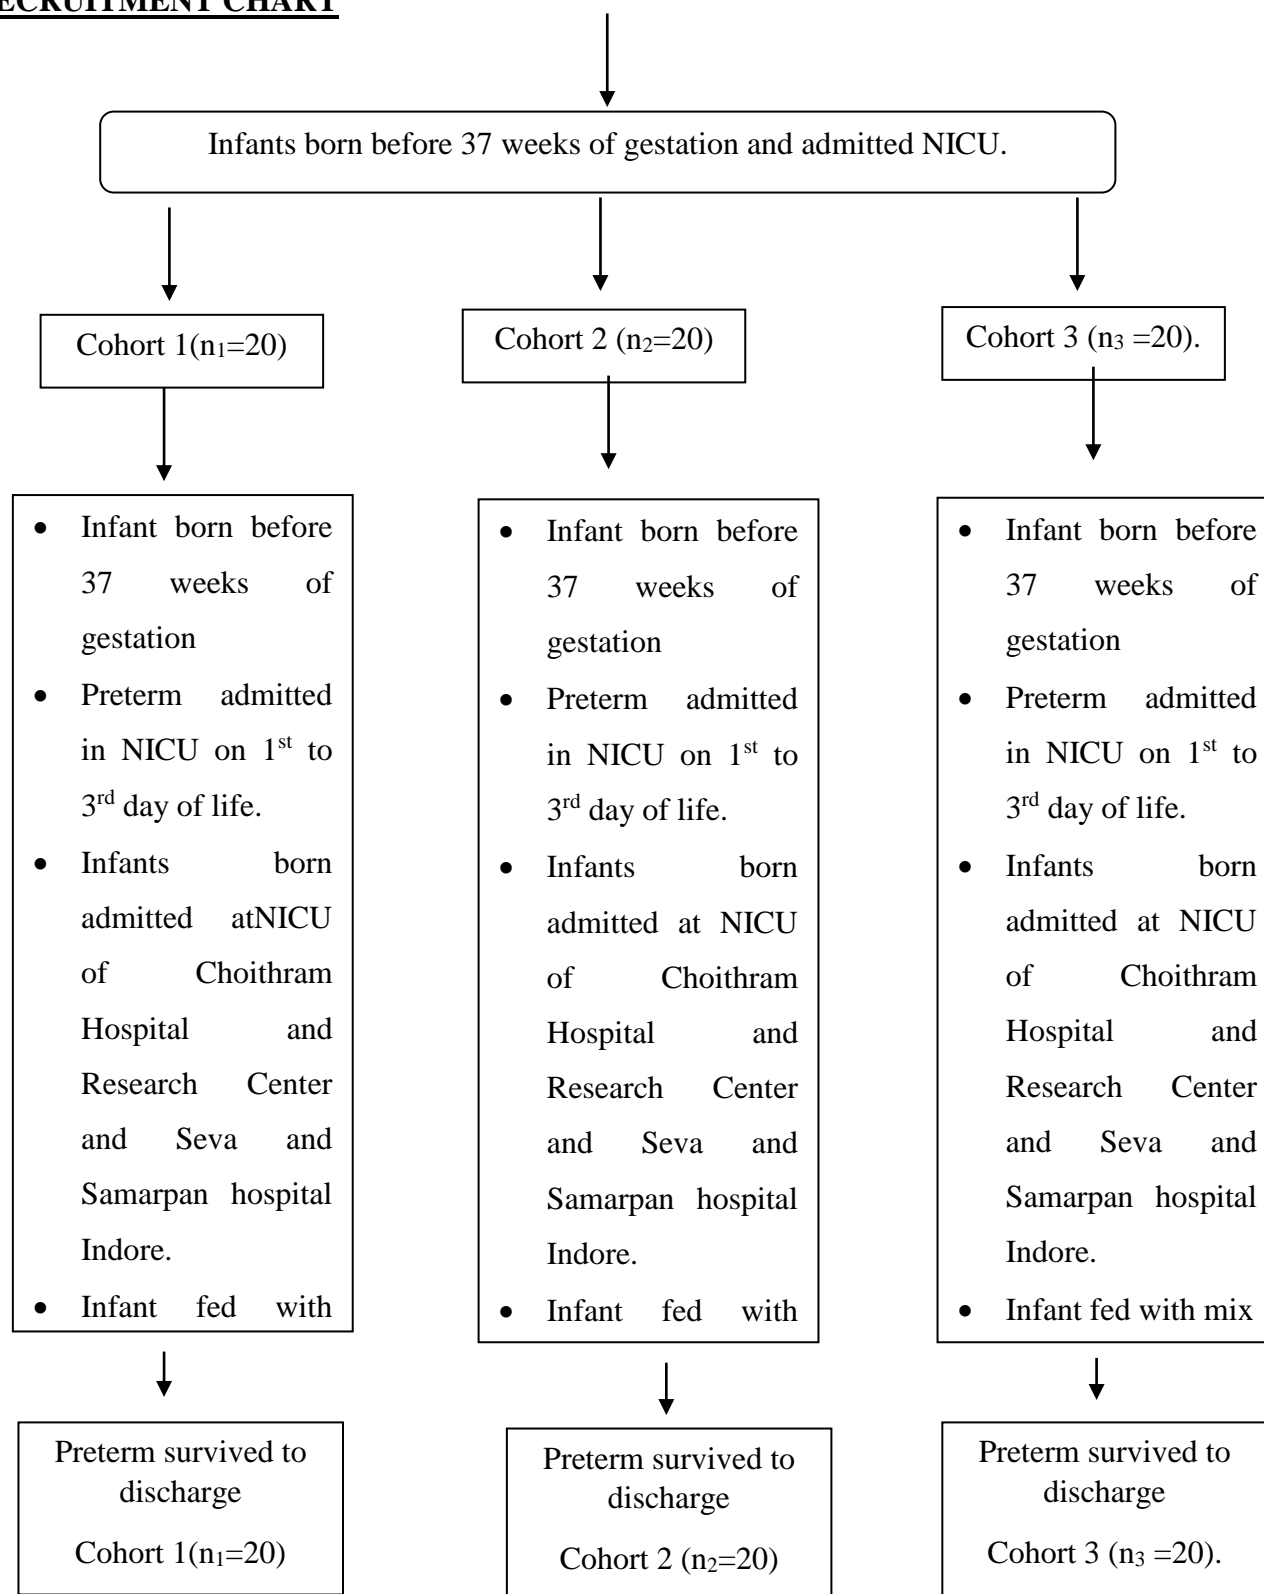 RECRUITMENT CHART
Infants born before 37 weeks of gestation and admitted NICU.
Cohort 1(n₁=20)
Cohort 2 (n₂=20)
Cohort 3 (n₃ =20).
• Infant born before
37 weeks of
gestation
• Preterm admitted
in NICU on 1ˢᵗ to
3ʳᵈ day of life.
• Infants born
admitted atNICU
of Choithram
Hospital and
Research Center
and Seva and
Samarpan hospital
Indore.
• Infant fed with
• Infant born before
37 weeks of
gestation
• Preterm admitted
in NICU on 1ˢᵗ to
3ʳᵈ day of life.
• Infants born
admitted at NICU
of Choithram
Hospital and
Research Center
and Seva and
Samarpan hospital
Indore.
• Infant fed with
• Infant born before
37 weeks of
gestation
• Preterm admitted
in NICU on 1ˢᵗ to
3ʳᵈ day of life.
• Infants born
admitted at NICU
of Choithram
Hospital and
Research Center
and Seva and
Samarpan hospital
Indore.
• Infant fed with mix
Preterm survived to
discharge
Cohort 1(n₁=20)
Preterm survived to
discharge
Cohort 2 (n₂=20)
Preterm survived to
discharge
Cohort 3 (n₃ =20).